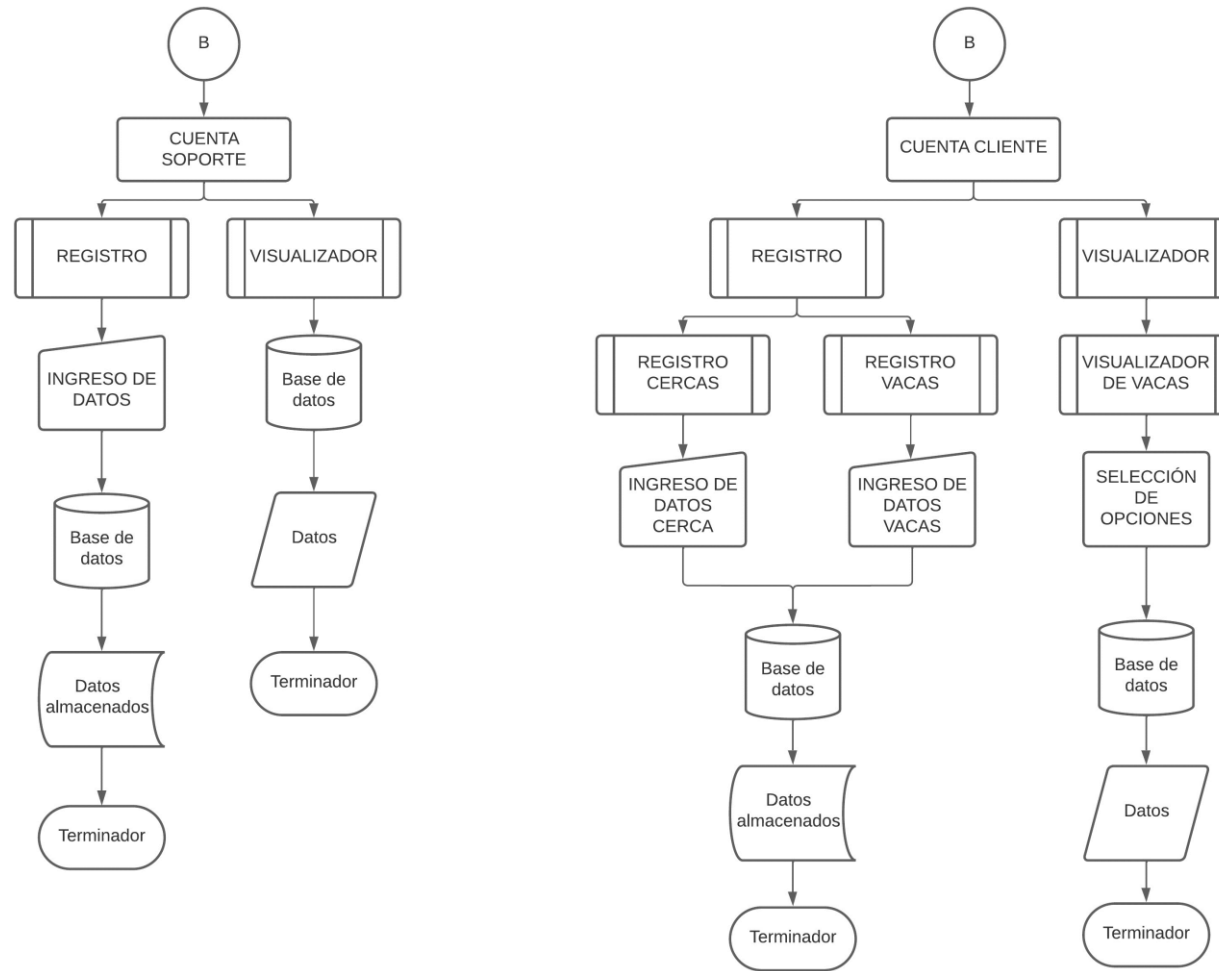 B
CUENTA
SOPORTE
REGISTRO
VISUALIZADOR
INGRESO DE
DATOS
Base de
datos
Base de
datos
Datos
Datos
almacenados
Terminador
Terminador
B
CUENTA CLIENTE
REGISTRO
VISUALIZADOR
REGISTRO
CERCAS
REGISTRO
VACAS
VISUALIZADOR
DE VACAS
INGRESO DE
DATOS
CERCA
INGRESO DE
DATOS
VACAS
SELECCIÓN
DE
OPCIONES
Base de
datos
Base de
datos
Datos
almacenados
Datos
Terminador
Terminador